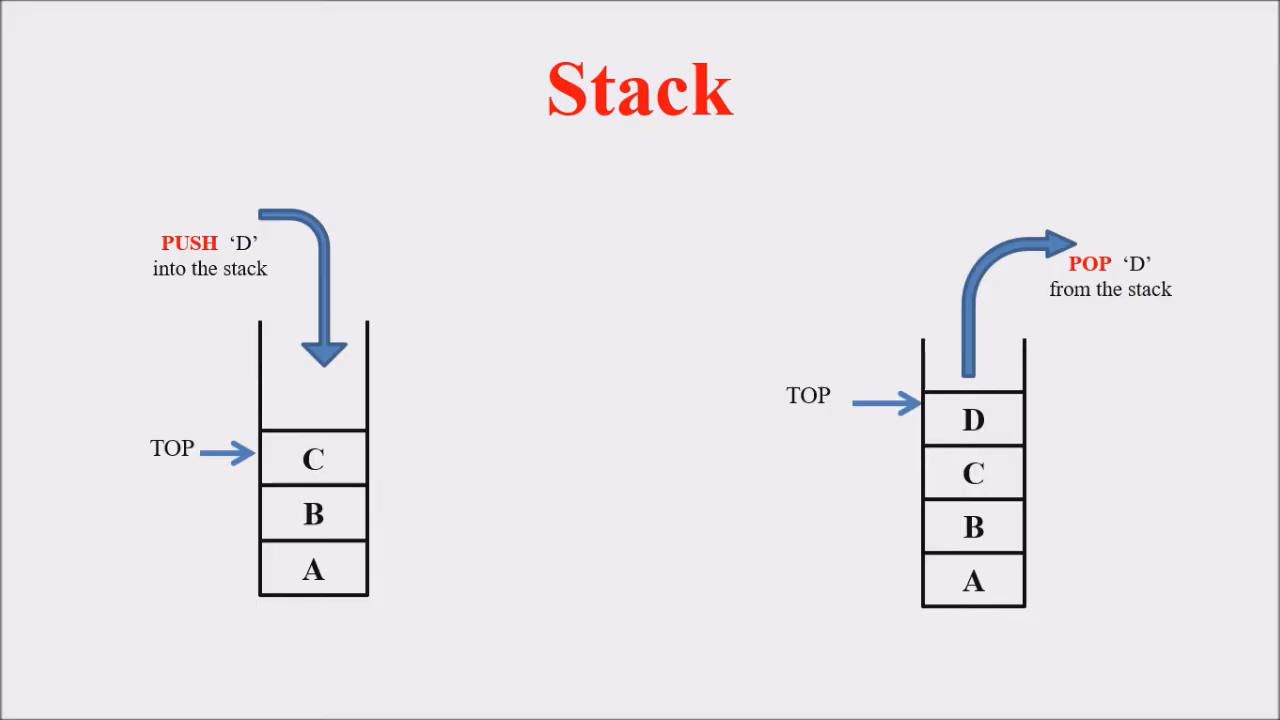 Stack
PUSH ‘D’
into the stack
TOP
C
B
A
POP ‘D’
from the stack
TOP
D
C
B
A